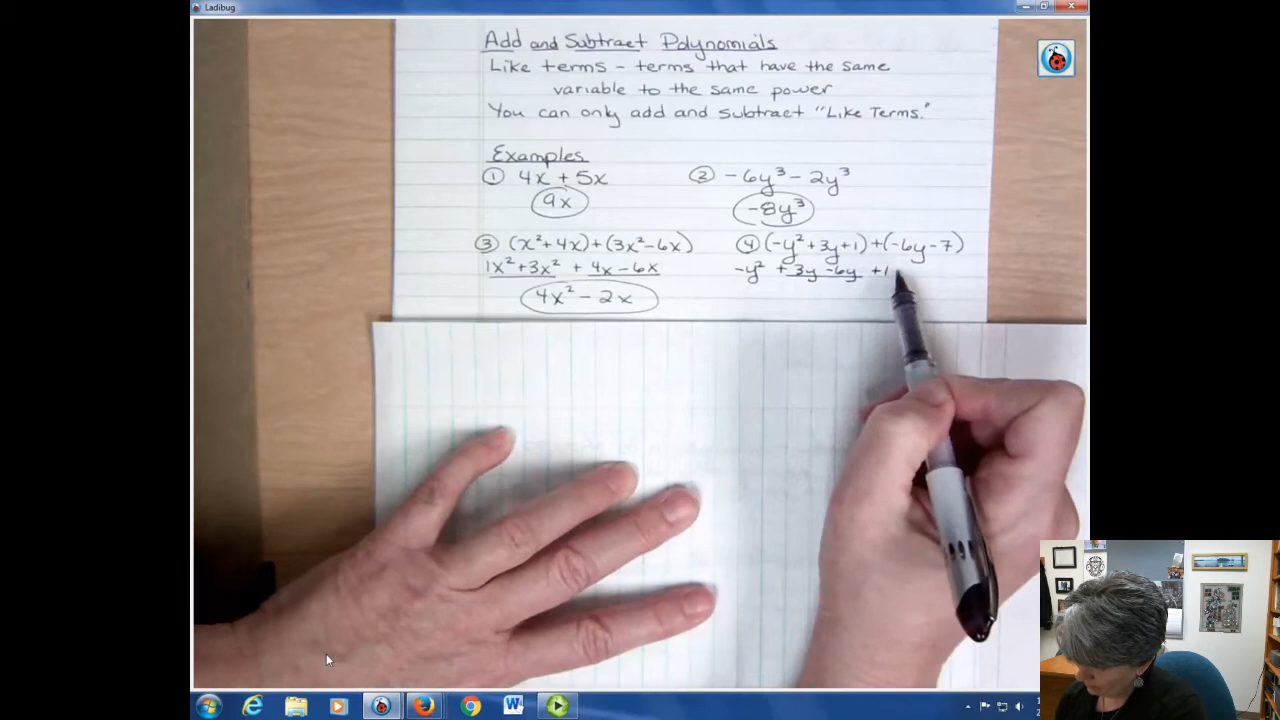 Ladibug
Add and Subtract Polynomials
Like terms - terms that have the same
variable to the same power
You can only add and subtract "Like Terms."
Examples
① 4x + 5x
② -6y³ - 2y³
9x
-8y³
③ (x² + 4x) + (3x² - 6x)
④ (-y² + 3y + 1) + (-6y - 7)
1x² + 3x² + 4x - 6x
-y² + 3y - 6y + 1
4x² - 2x